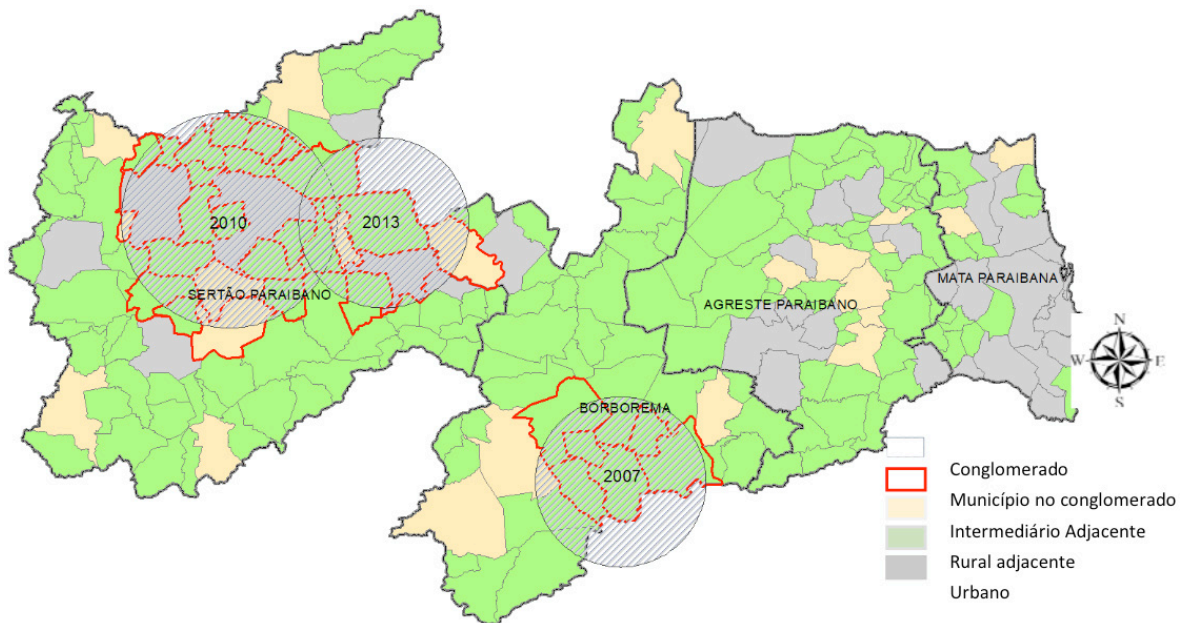 2010
2013
SERTÃO PARAIBANO
AGRESTE PARAIBANO
MATA PARAIBANA
BORBOREMA
2007
N
W
E
S
Conglomerado
Município no conglomerado
Intermediário Adjacente
Rural adjacente
Urbano